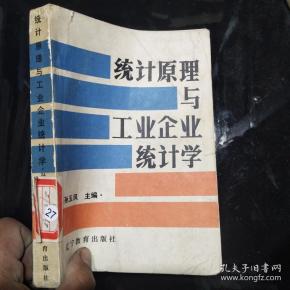 统计原理
与
工业企业
统计学
孙玉凤 主编
辽宁教育出版社
统计原理与工业企业统计学
27
育出版社
孔夫子旧书网